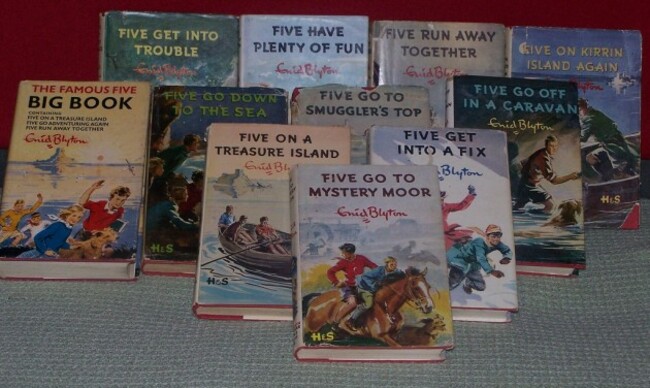 FIVE GET INTO
TROUBLE
Enid Blyton
FIVE HAVE
PLENTY OF FUN
Enid Blyton
FIVE RUN AWAY
TOGETHER
Enid Blyton
FIVE ON KIRRIN
ISLAND AGAIN
THE FAMOUS FIVE
BIG BOOK
CONTAINING
FIVE ON A TREASURE ISLAND
FIVE GO ADVENTURING AGAIN
FIVE RUN AWAY TOGETHER
Enid Blyton
FIVE GO DOWN
TO THE SEA
Enid Blyton
H&S
FIVE GO TO
SMUGGLER'S TOP
FIVE GO OFF
IN A CARAVAN
Enid Blyton
H&S
FIVE ON A
TREASURE ISLAND
Enid Blyton
H&S
FIVE GET
INTO A FIX
Enid Blyton
FIVE GO TO
MYSTERY MOOR
Enid Blyton
H&S